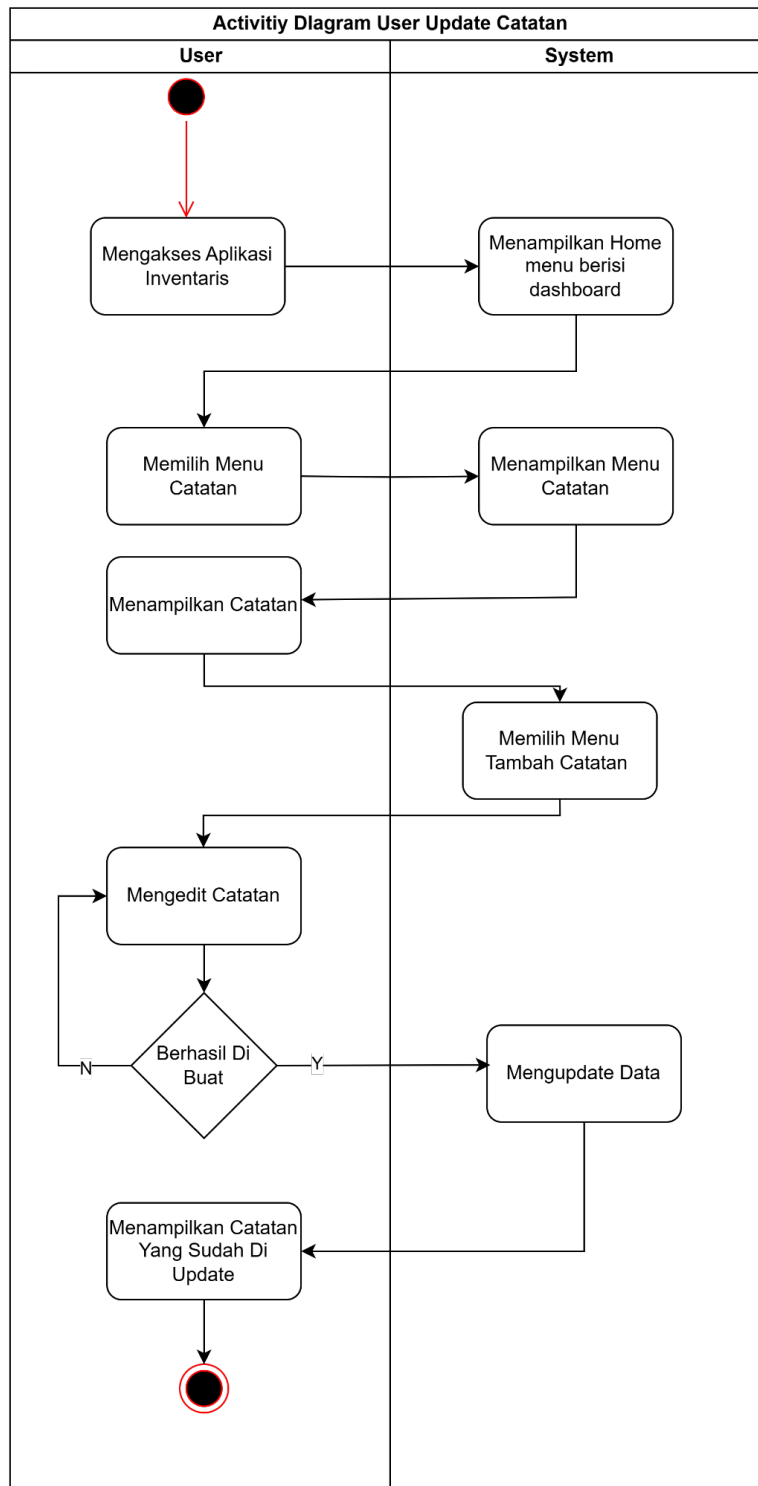 Activitiy DIagram User Update Catatan
User
System
Mengakses Aplikasi
Inventaris
Menampilkan Home
menu berisi
dashboard
Memilih Menu
Catatan
Menampilkan Menu
Catatan
Menampilkan Catatan
Memilih Menu
Tambah Catatan
Mengedit Catatan
Berhasil Di
Buat
N
Y
Mengupdate Data
Menampilkan Catatan
Yang Sudah Di
Update